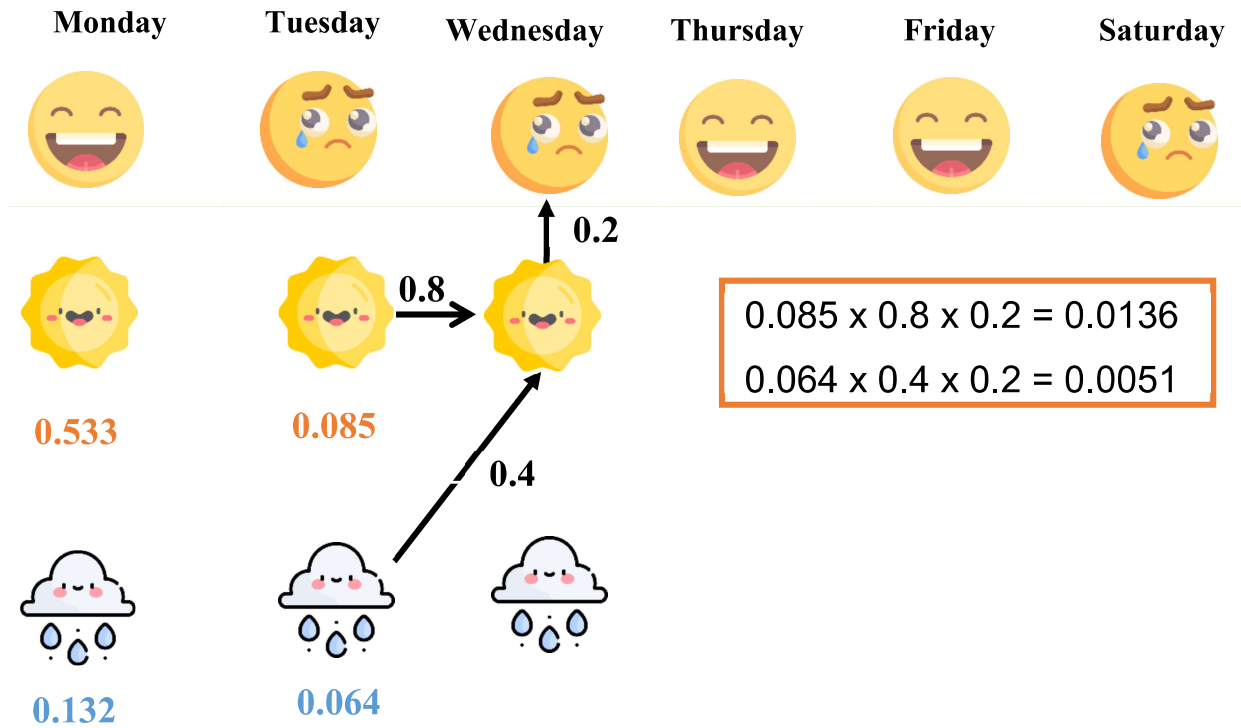 Monday Tuesday Wednesday Thursday Friday Saturday
0.2
0.8
0.085 x 0.8 x 0.2 = 0.0136
0.064 x 0.4 x 0.2 = 0.0051
0.533 0.085
0.4
0.132 0.064